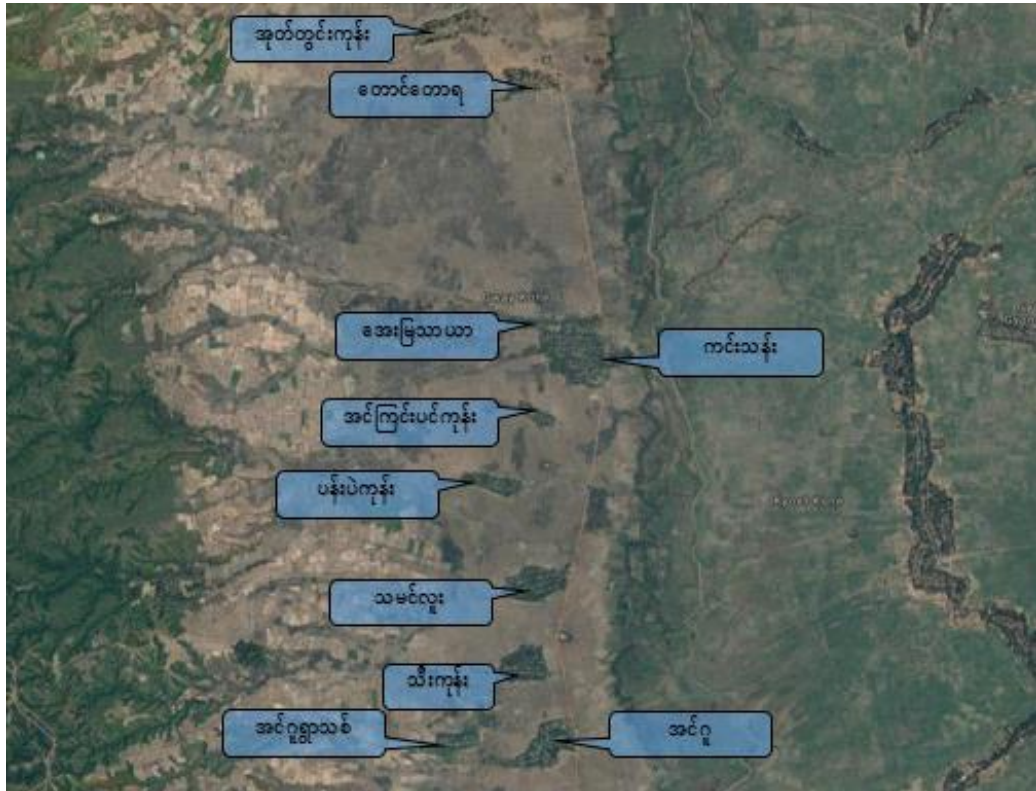 အုတ်တွင်းကုန်း
တောင်တောရ
အေးမြသာယာ
ကင်းသန်း
အင်ကြင်းပင်ကုန်း
ပန်းပဲကုန်း
သမင်လူး
သီးကုန်း
အင်ဂူရွာသစ်
အင်ဂူ